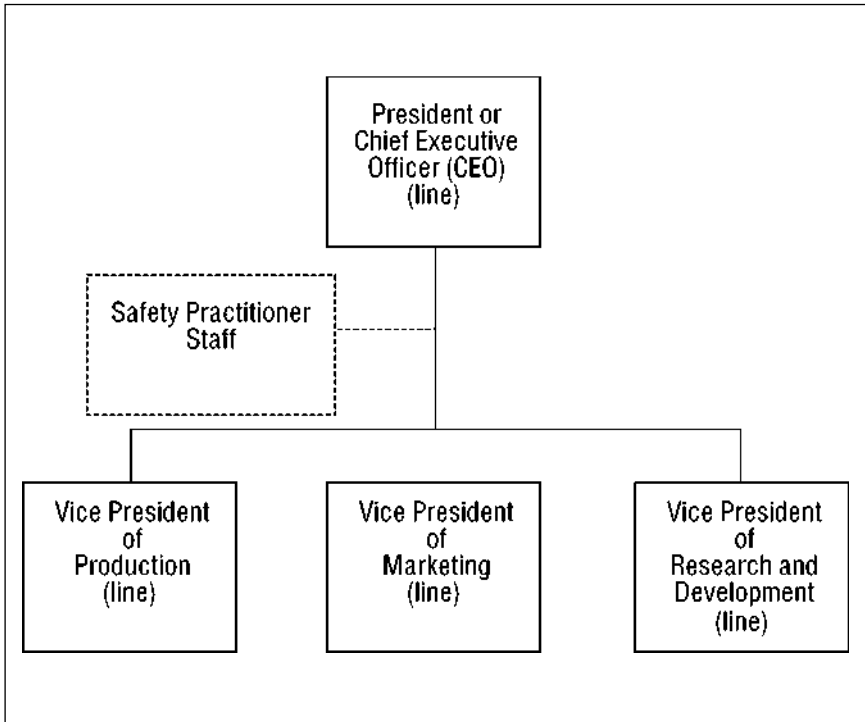 President or
Chief Executive
Officer (CEO)
(line)
Safety Practitioner
Staff
Vice President
of
Production
(line)
Vice President
of
Marketing
(line)
Vice President
of
Research and
Development
(line)